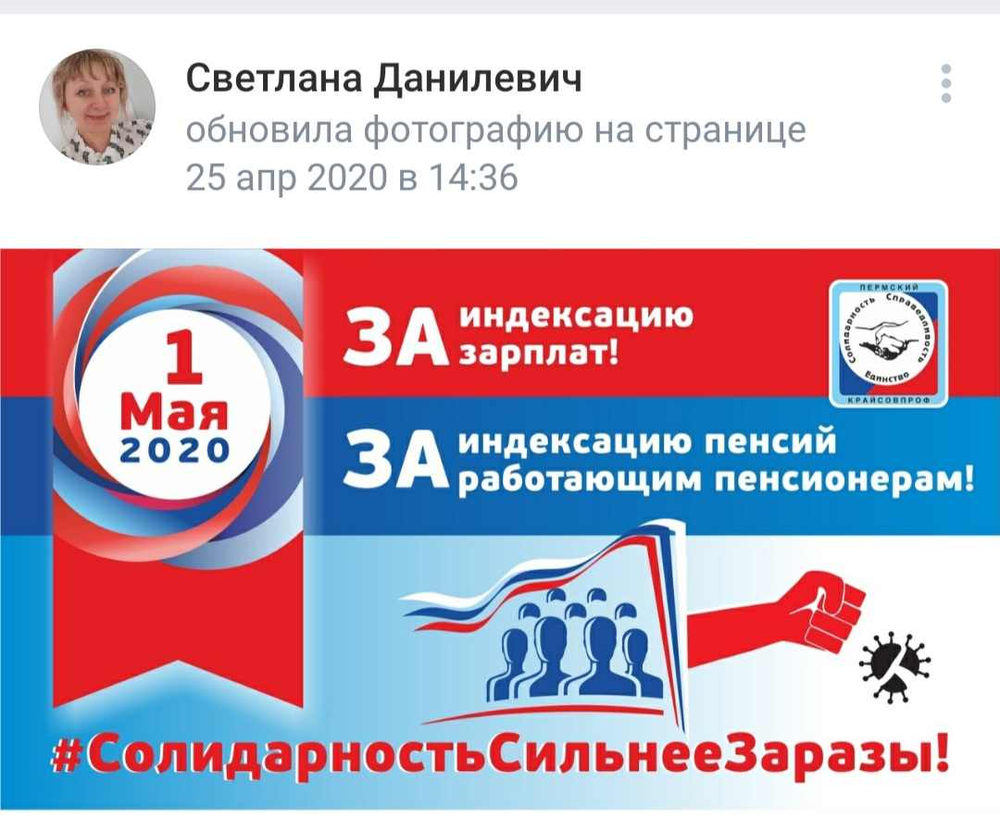 Светлана Данилевич
обновила фотографию на странице
25 апр 2020 в 14:36
1
Мая
2020
ЗА индексацию
зарплат!
ПЕРМСКИЙ
Солидарность Справедливость
Единство
КРАЙСОВПРОФ
ЗА индексацию пенсий
работающим пенсионерам!
#СолидарностьСильнееЗаразы!